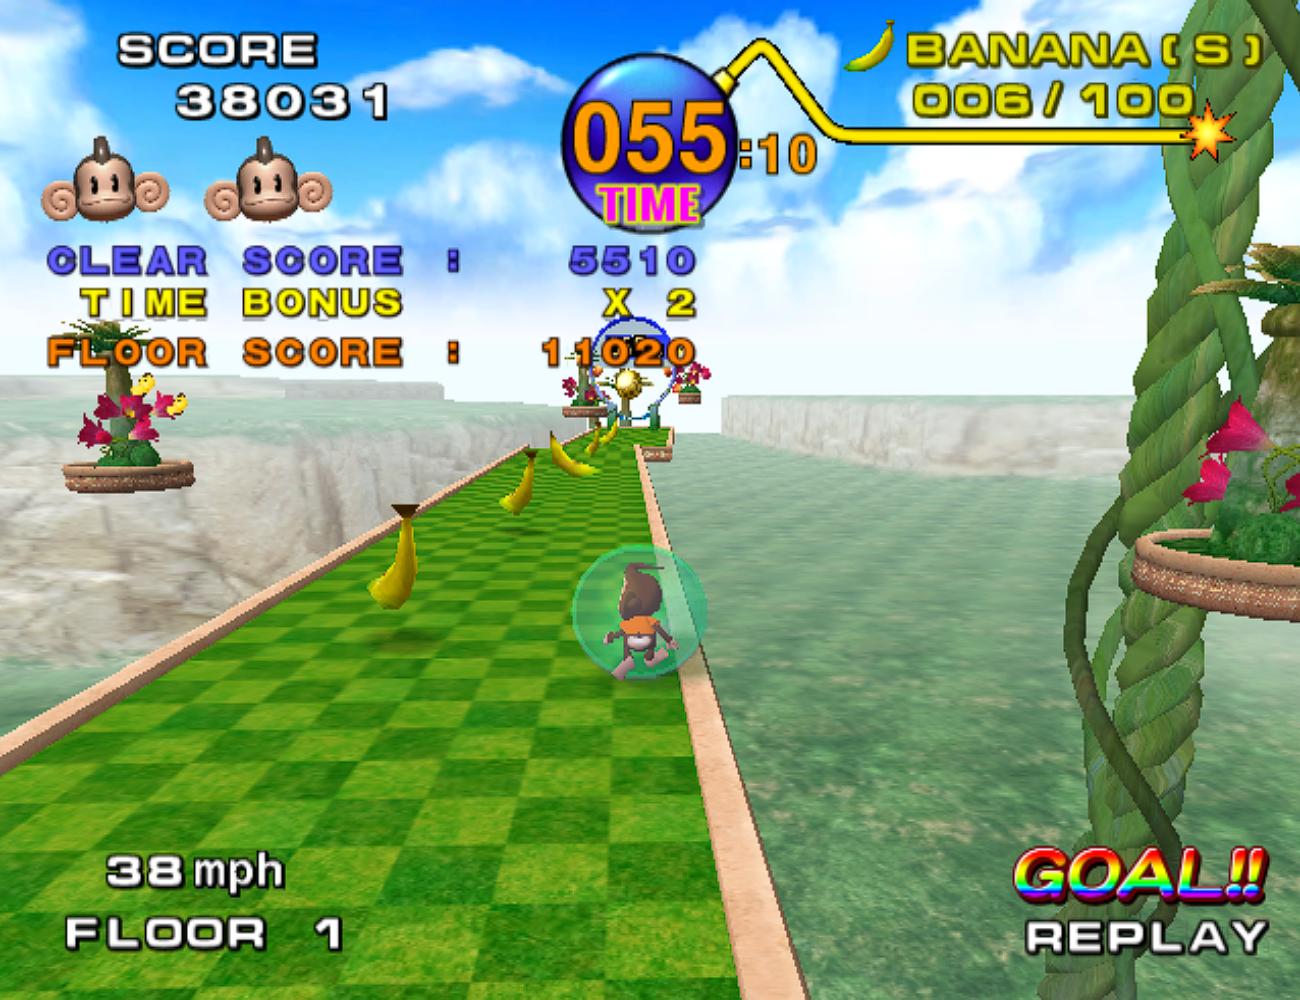 SCORE
38031
055:10
TIME
BANANA(S)
006/100
CLEAR SCORE : 5510
TIME BONUS X 2
FLOOR SCORE : 11020
38 mph
FLOOR 1
GOAL!!
REPLAY